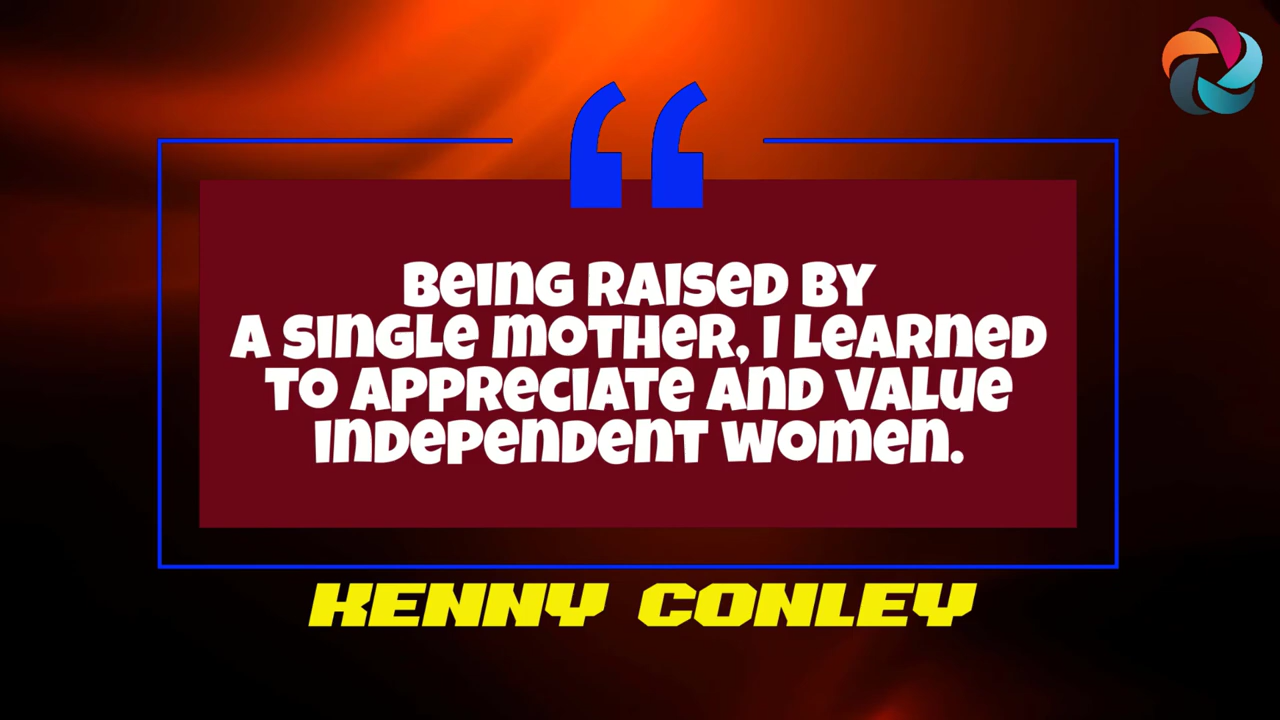 Being raised by
a single mother, I learned
to appreciate and value
independent women.
KENNY CONLEY